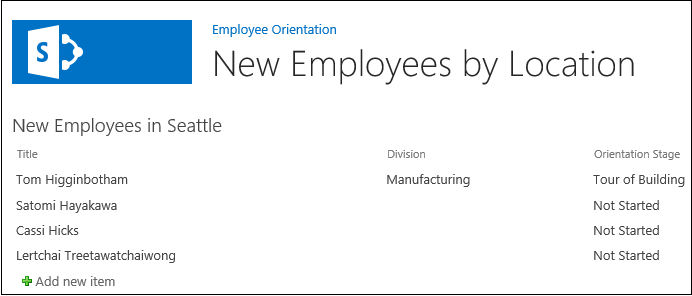 S
Employee Orientation
New Employees by Location
New Employees in Seattle
Title Division Orientation Stage
Tom Higginbotham Manufacturing Tour of Building
Satomi Hayakawa Not Started
Cassi Hicks Not Started
Lertchai Treetawatchaiwong Not Started
Add new item